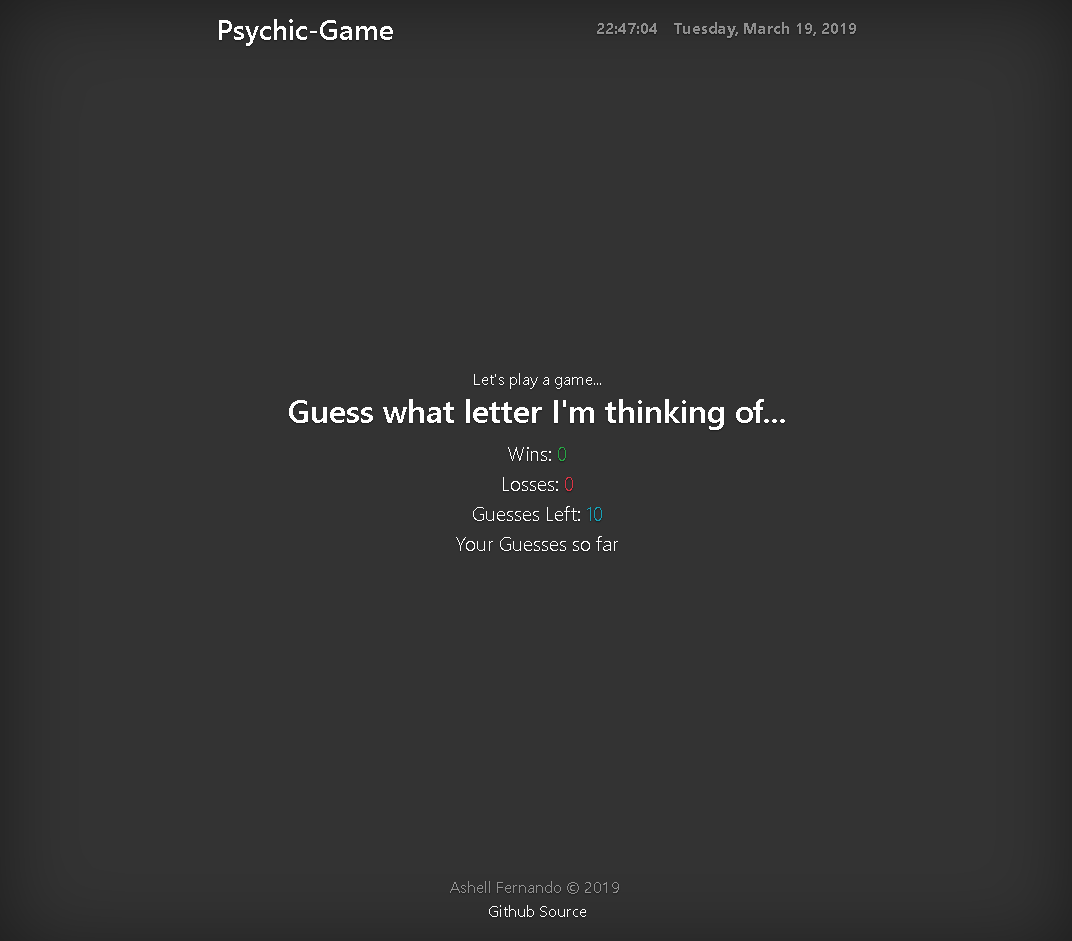 Psychic-Game
22:47:04 Tuesday, March 19, 2019
Let's play a game...
Guess what letter I'm thinking of...
Wins: 0
Losses: 0
Guesses Left: 10
Your Guesses so far
Ashell Fernando © 2019
Github Source